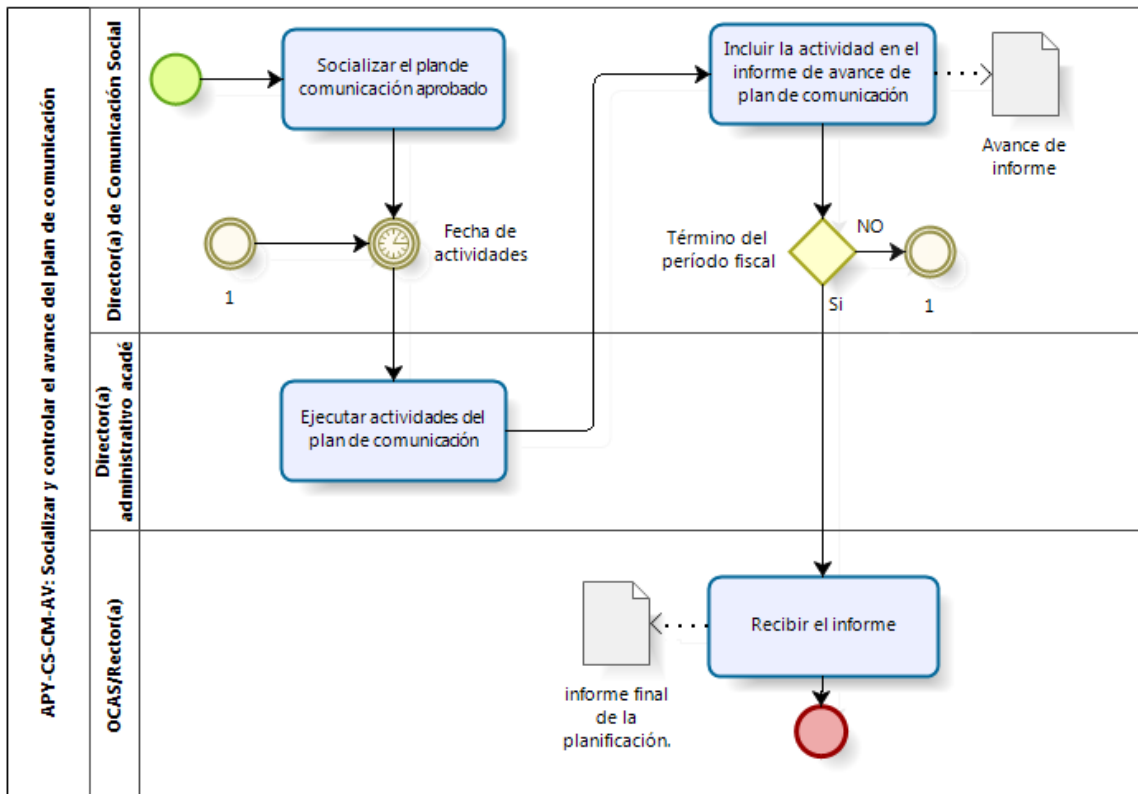 APY-CS-CM-AV: Socializar y controlar el avance del plan de comunicación
Director(a) de Comunicación Social
Socializar el plan de
comunicación aprobado
Incluir la actividad en el
informe de avance de
plan de comunicación
Avance de
informe
1
Fecha de
actividades
Término del
período fiscal
NO
Si
1
Director(a)
administrativo acadé
Ejecutar actividades del
plan de comunicación
OCAS/Rector(a)
Recibir el informe
informe final
de la
planificación.